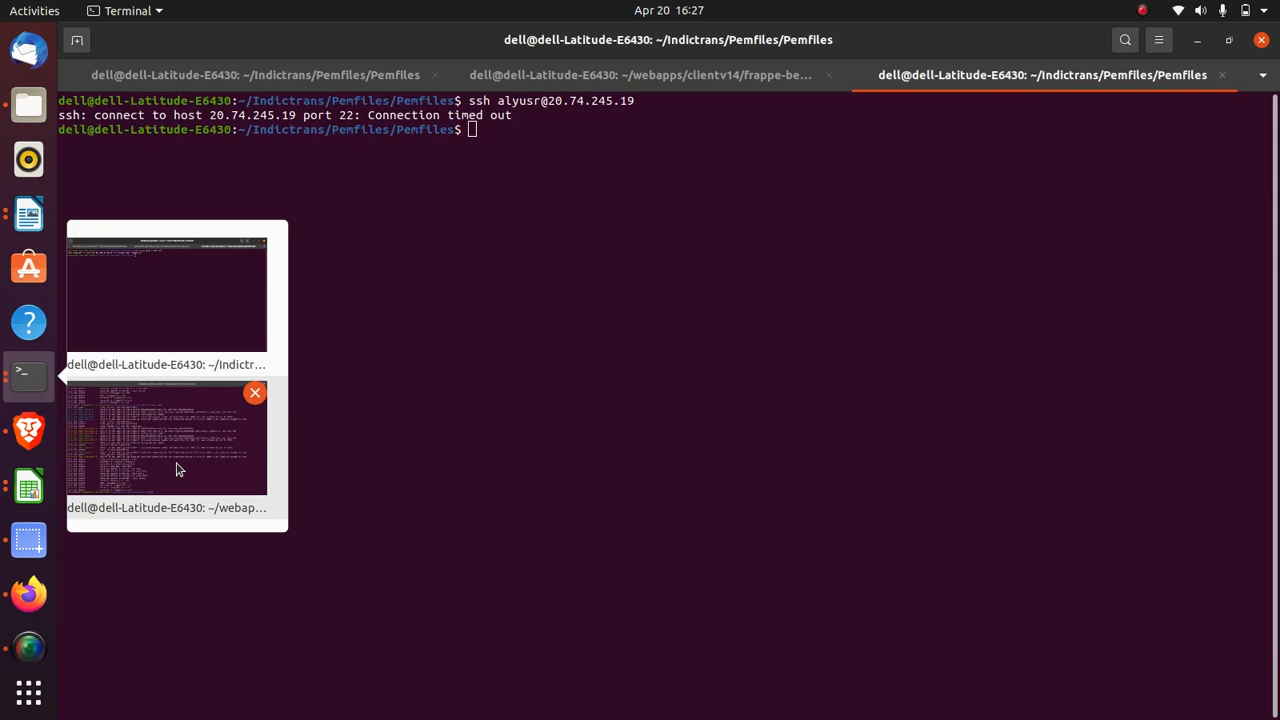 Activities
Terminal
Apr 20 16:27
dell@dell-Latitude-E6430: ~/Indictrans/Pemfiles/Pemfiles
dell@dell-Latitude-E6430: ~/Indictrans/Pemfiles/Pemfiles
dell@dell-Latitude-E6430: ~/webapps/clientv14/frappe-be...
dell@dell-Latitude-E6430: ~/Indictrans/Pemfiles/Pemfiles
dell@dell-Latitude-E6430:~/Indictrans/Pemfiles/Pemfiles$ ssh alyusr@20.74.245.19
ssh: connect to host 20.74.245.19 port 22: Connection timed out
dell@dell-Latitude-E6430:~/Indictrans/Pemfiles/Pemfiles$
dell@dell-Latitude-E6430: ~/Indictr...
dell@dell-Latitude-E6430: ~/webap...